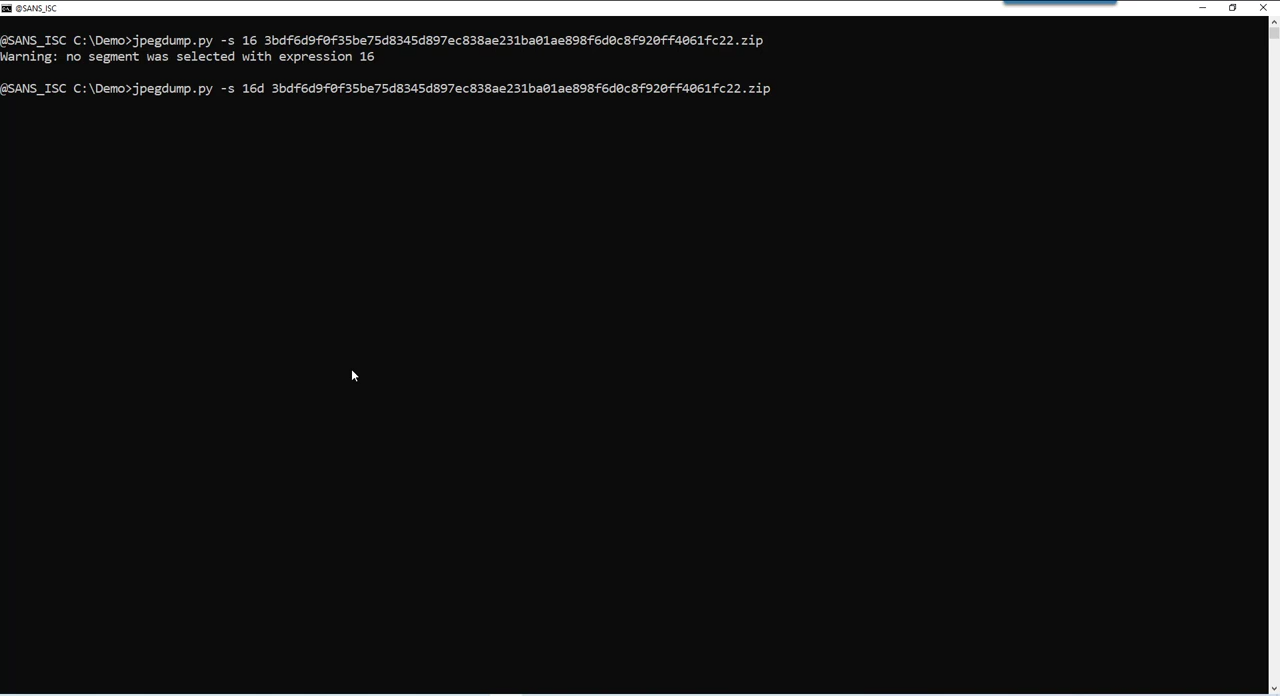 @SANS_ISC
@SANS_ISC C:\Demo>jpegdump.py -s 16 3bdf6d9f0f35be75d8345d897ec838ae231ba01ae898f6d0c8f920ff4061fc22.zip
Warning: no segment was selected with expression 16
@SANS_ISC C:\Demo>jpegdump.py -s 16d 3bdf6d9f0f35be75d8345d897ec838ae231ba01ae898f6d0c8f920ff4061fc22.zip